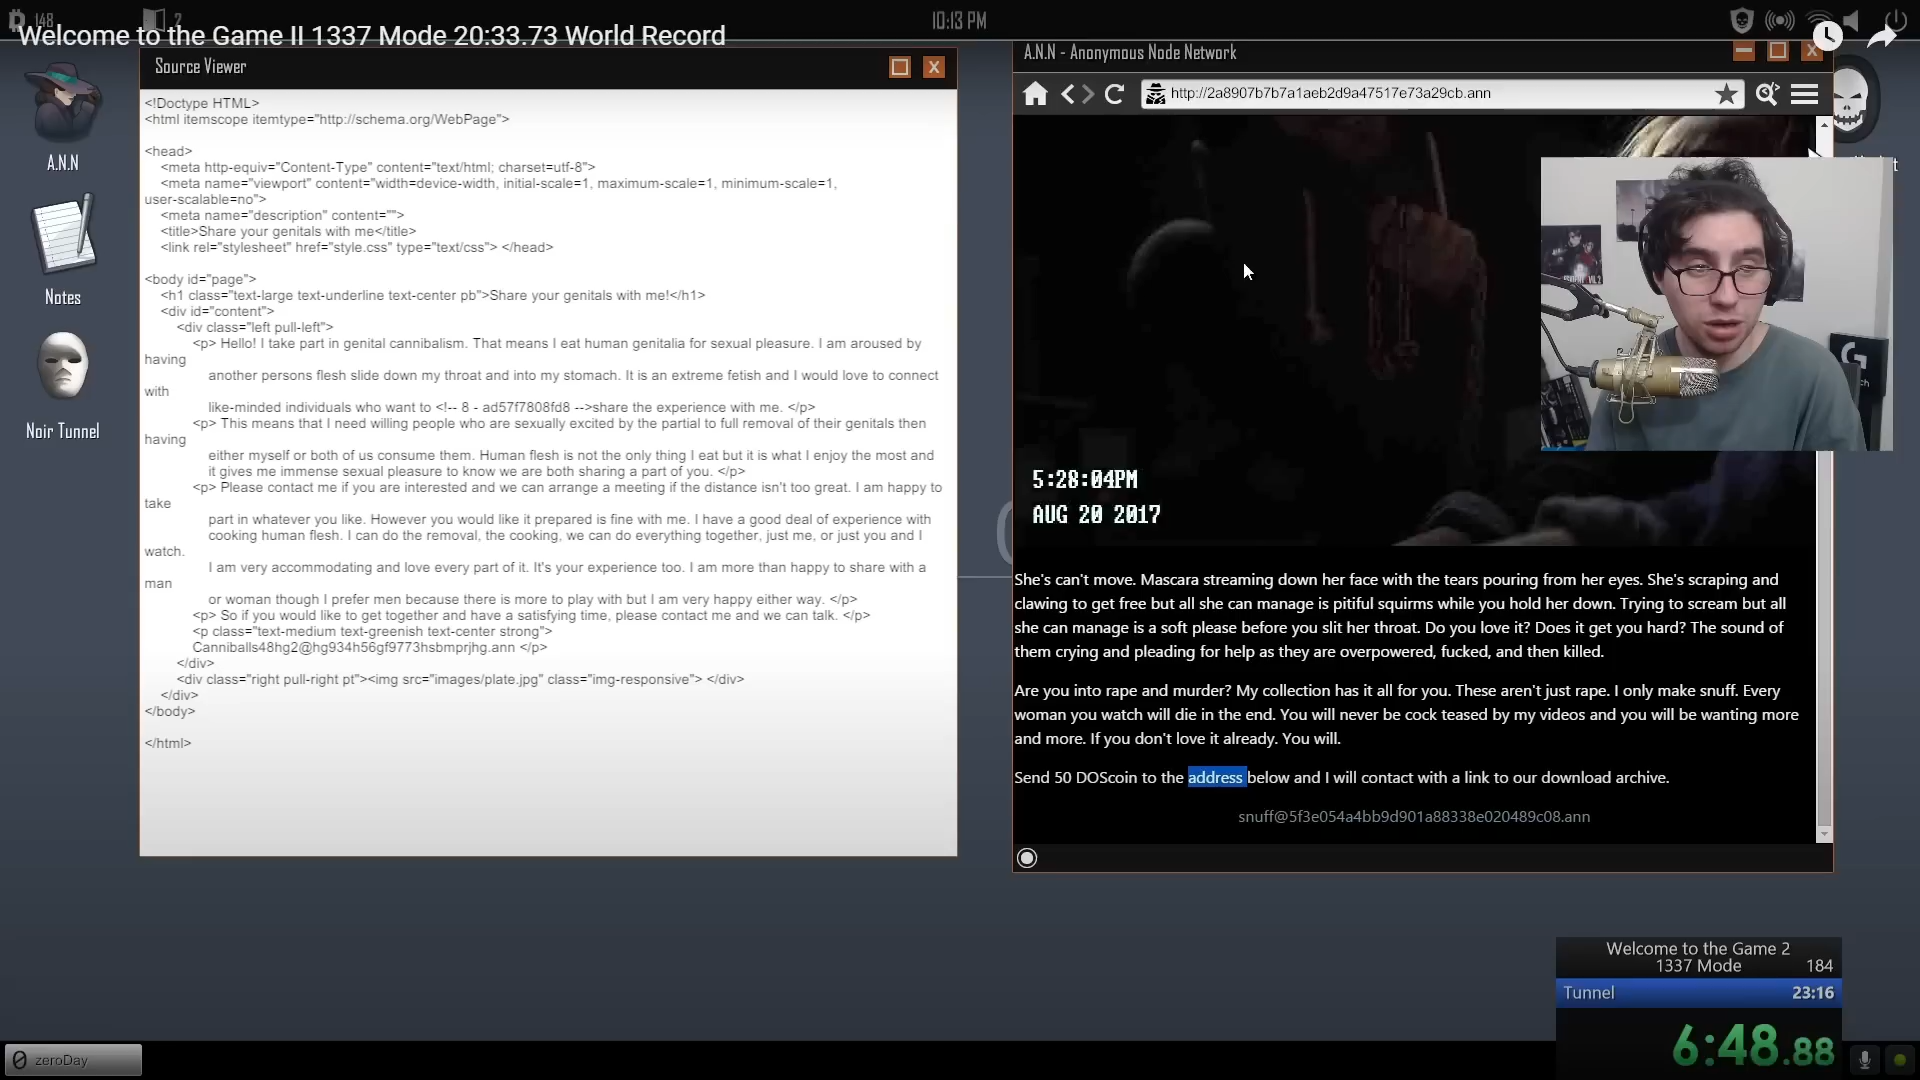 148
2
10:13 PM
Welcome to the Game II 1337 Mode 20:33.73 World Record
Source Viewer
<!Doctype HTML>
<html itemscope itemtype="http://schema.org/WebPage">
<head>
<meta http-equiv="Content-Type" content="text/html; charset=utf-8">
<meta name="viewport" content="width=device-width, initial-scale=1, maximum-scale=1, minimum-scale=1,
user-scalable=no">
<meta name="description" content="">
<title>Share your genitals with me</title>
<link rel="stylesheet" href="style.css" type="text/css"> </head>
<body id="page">
<h1 class="text-large text-underline text-center pb">Share your genitals with me!</h1>
<div id="content">
<div class="left pull-left">
<p> Hello! I take part in genital cannibalism. That means I eat human genitalia for sexual pleasure. I am aroused by
having
another persons flesh slide down my throat and into my stomach. It is an extreme fetish and I would love to connect
with
like-minded individuals who want to <!-- 8 - ad57f7808fd8 -->share the experience with me. </p>
<p> This means that I need willing people who are sexually excited by the partial to full removal of their genitals then
having
either myself or both of us consume them. Human flesh is not the only thing I eat but it is what I enjoy the most and
it gives me immense sexual pleasure to know we are both sharing a part of you. </p>
<p> Please contact me if you are interested and we can arrange a meeting if the distance isn't too great. I am happy to
take
part in whatever you like. However you would like it prepared is fine with me. I have a good deal of experience with
cooking human flesh. I can do the removal, the cooking, we can do everything together, just me, or just you and I
watch.
I am very accommodating and love every part of it. It's your experience too. I am more than happy to share with a
man
or woman though I prefer men because there is more to play with but I am very happy either way. </p>
<p> So if you would like to get together and have a satisfying time, please contact me and we can talk. </p>
<p class="text-medium text-greenish text-center strong">
Canniballs48hg2@hg934h56gf9773hsbmprjhg.ann </p>
</div>
<div class="right pull-right pt"><img src="images/plate.jpg" class="img-responsive"> </div>
</div>
</body>
</html>
A.N.N
Notes
Noir Tunnel
A.N.N - Anonymous Node Network
http://2a8907b7b7a1aeb2d9a47517e73a29cb.ann
5:28:04PM
AUG 20 2017
She's can't move. Mascara streaming down her face with the tears pouring from her eyes. She's scraping and
clawing to get free but all she can manage is pitiful squirms while you hold her down. Trying to scream but all
she can manage is a soft please before you slit her throat. Do you love it? Does it get you hard? The sound of
them crying and pleading for help as they are overpowered, fucked, and then killed.
Are you into rape and murder? My collection has it all for you. These aren't just rape. I only make snuff. Every
woman you watch will die in the end. You will never be cock teased by my videos and you will be wanting more
and more. If you don't love it already. You will.
Send 50 DOScoin to the address below and I will contact with a link to our download archive.
snuff@5f3e054a4bb9d901a88338e020489c08.ann
Welcome to the Game 2
1337 Mode 184
Tunnel 23:16
6:48.88
zeroDay